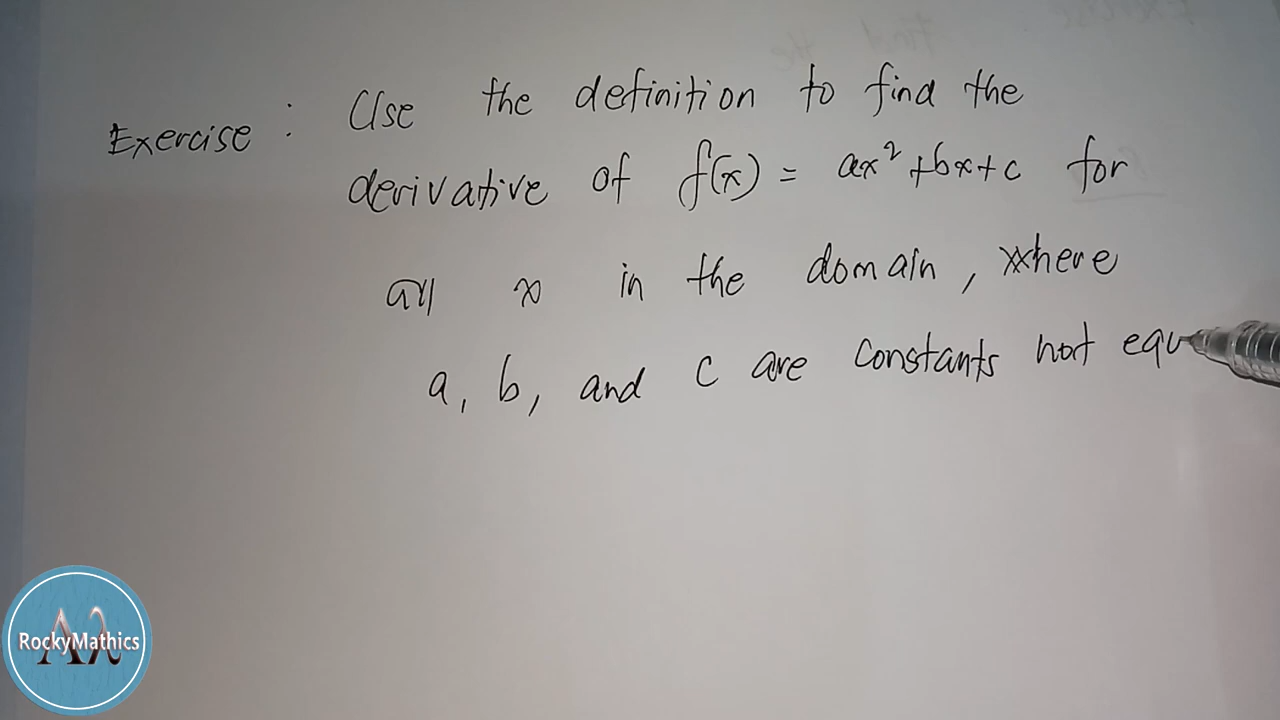 Exercise : Use the definition to find the
derivative of f(x) = ax² + bx + c for
all x in the domain, where
a, b, and c are constants not equ
RockyMathics